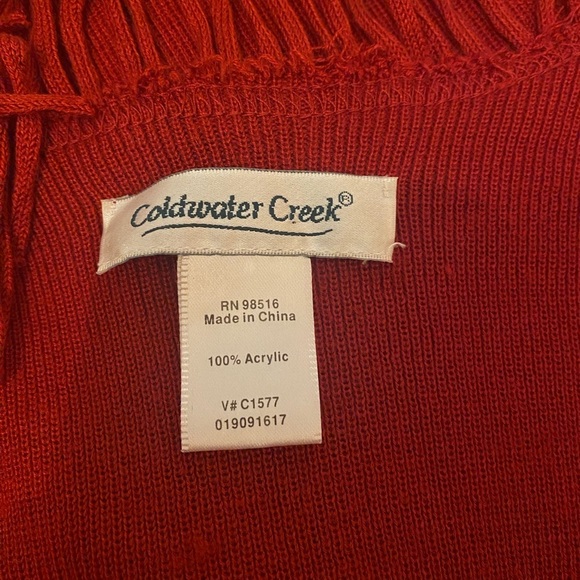 Coldwater Creek®
RN 98516
Made in China
100% Acrylic
V# C1577
019091617